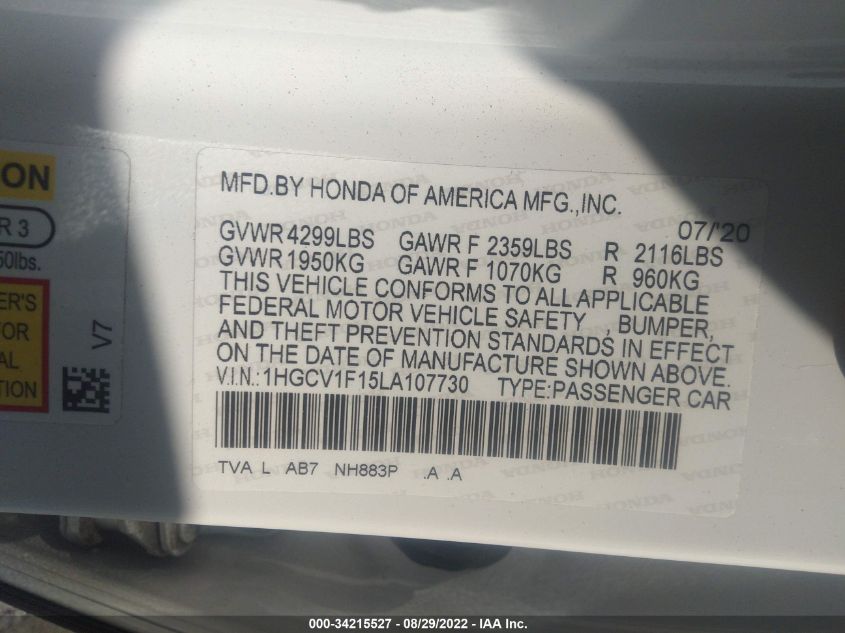 ION
R 3
50lbs.
ER'S
TOR
AL
TION
V7
MFD.BY HONDA OF AMERICA MFG.,INC.
07/'20
GVWR 4299LBS GAWR F 2359LBS R 2116LBS
GVWR 1950KG GAWR F 1070KG R 960KG
THIS VEHICLE CONFORMS TO ALL APPLICABLE
FEDERAL MOTOR VEHICLE SAFETY , BUMPER,
AND THEFT PREVENTION STANDARDS IN EFFECT
ON THE DATE OF MANUFACTURE SHOWN ABOVE.
V.I.N.:1HGCV1F15LA107730 TYPE:PASSENGER CAR
TVA L AB7 NH883P .A .A
000-34215527 - 08/29/2022 - IAA Inc.